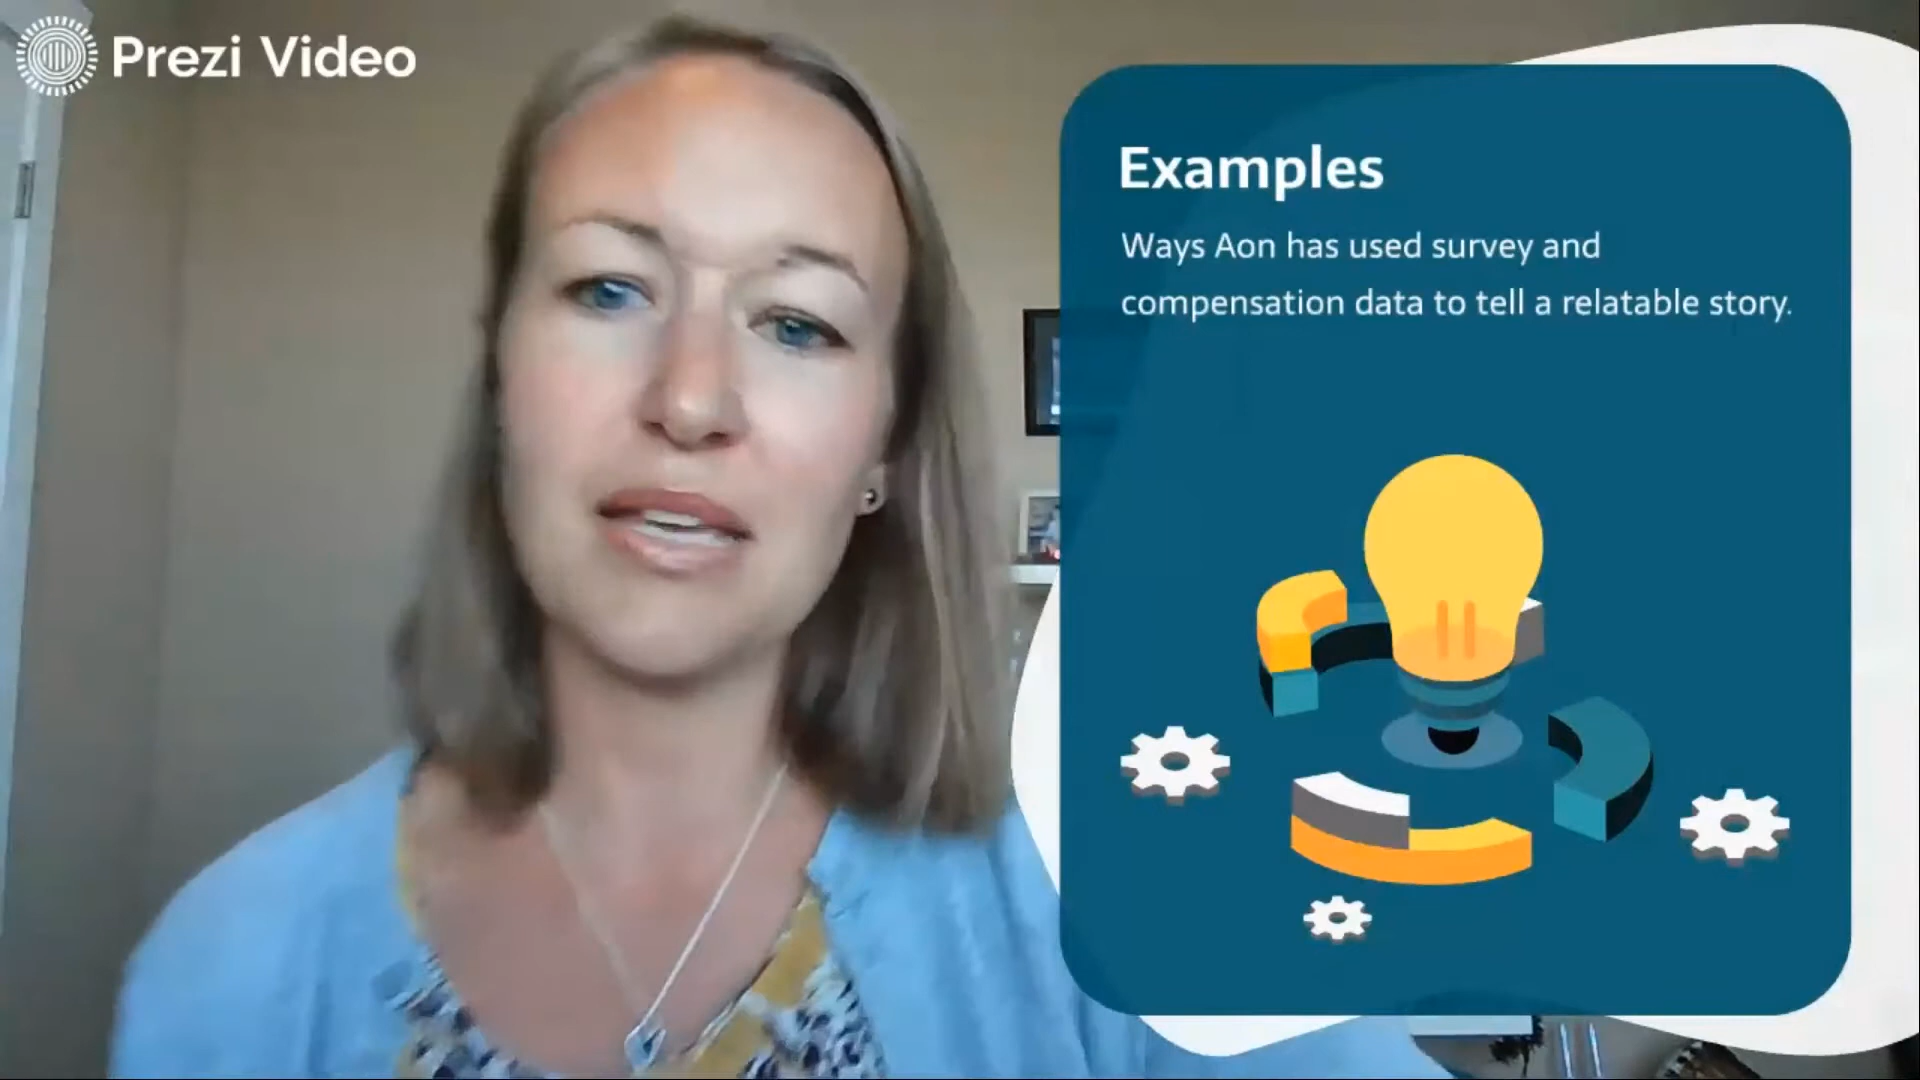 Prezi Video
Examples
Ways Aon has used survey and
compensation data to tell a relatable story.